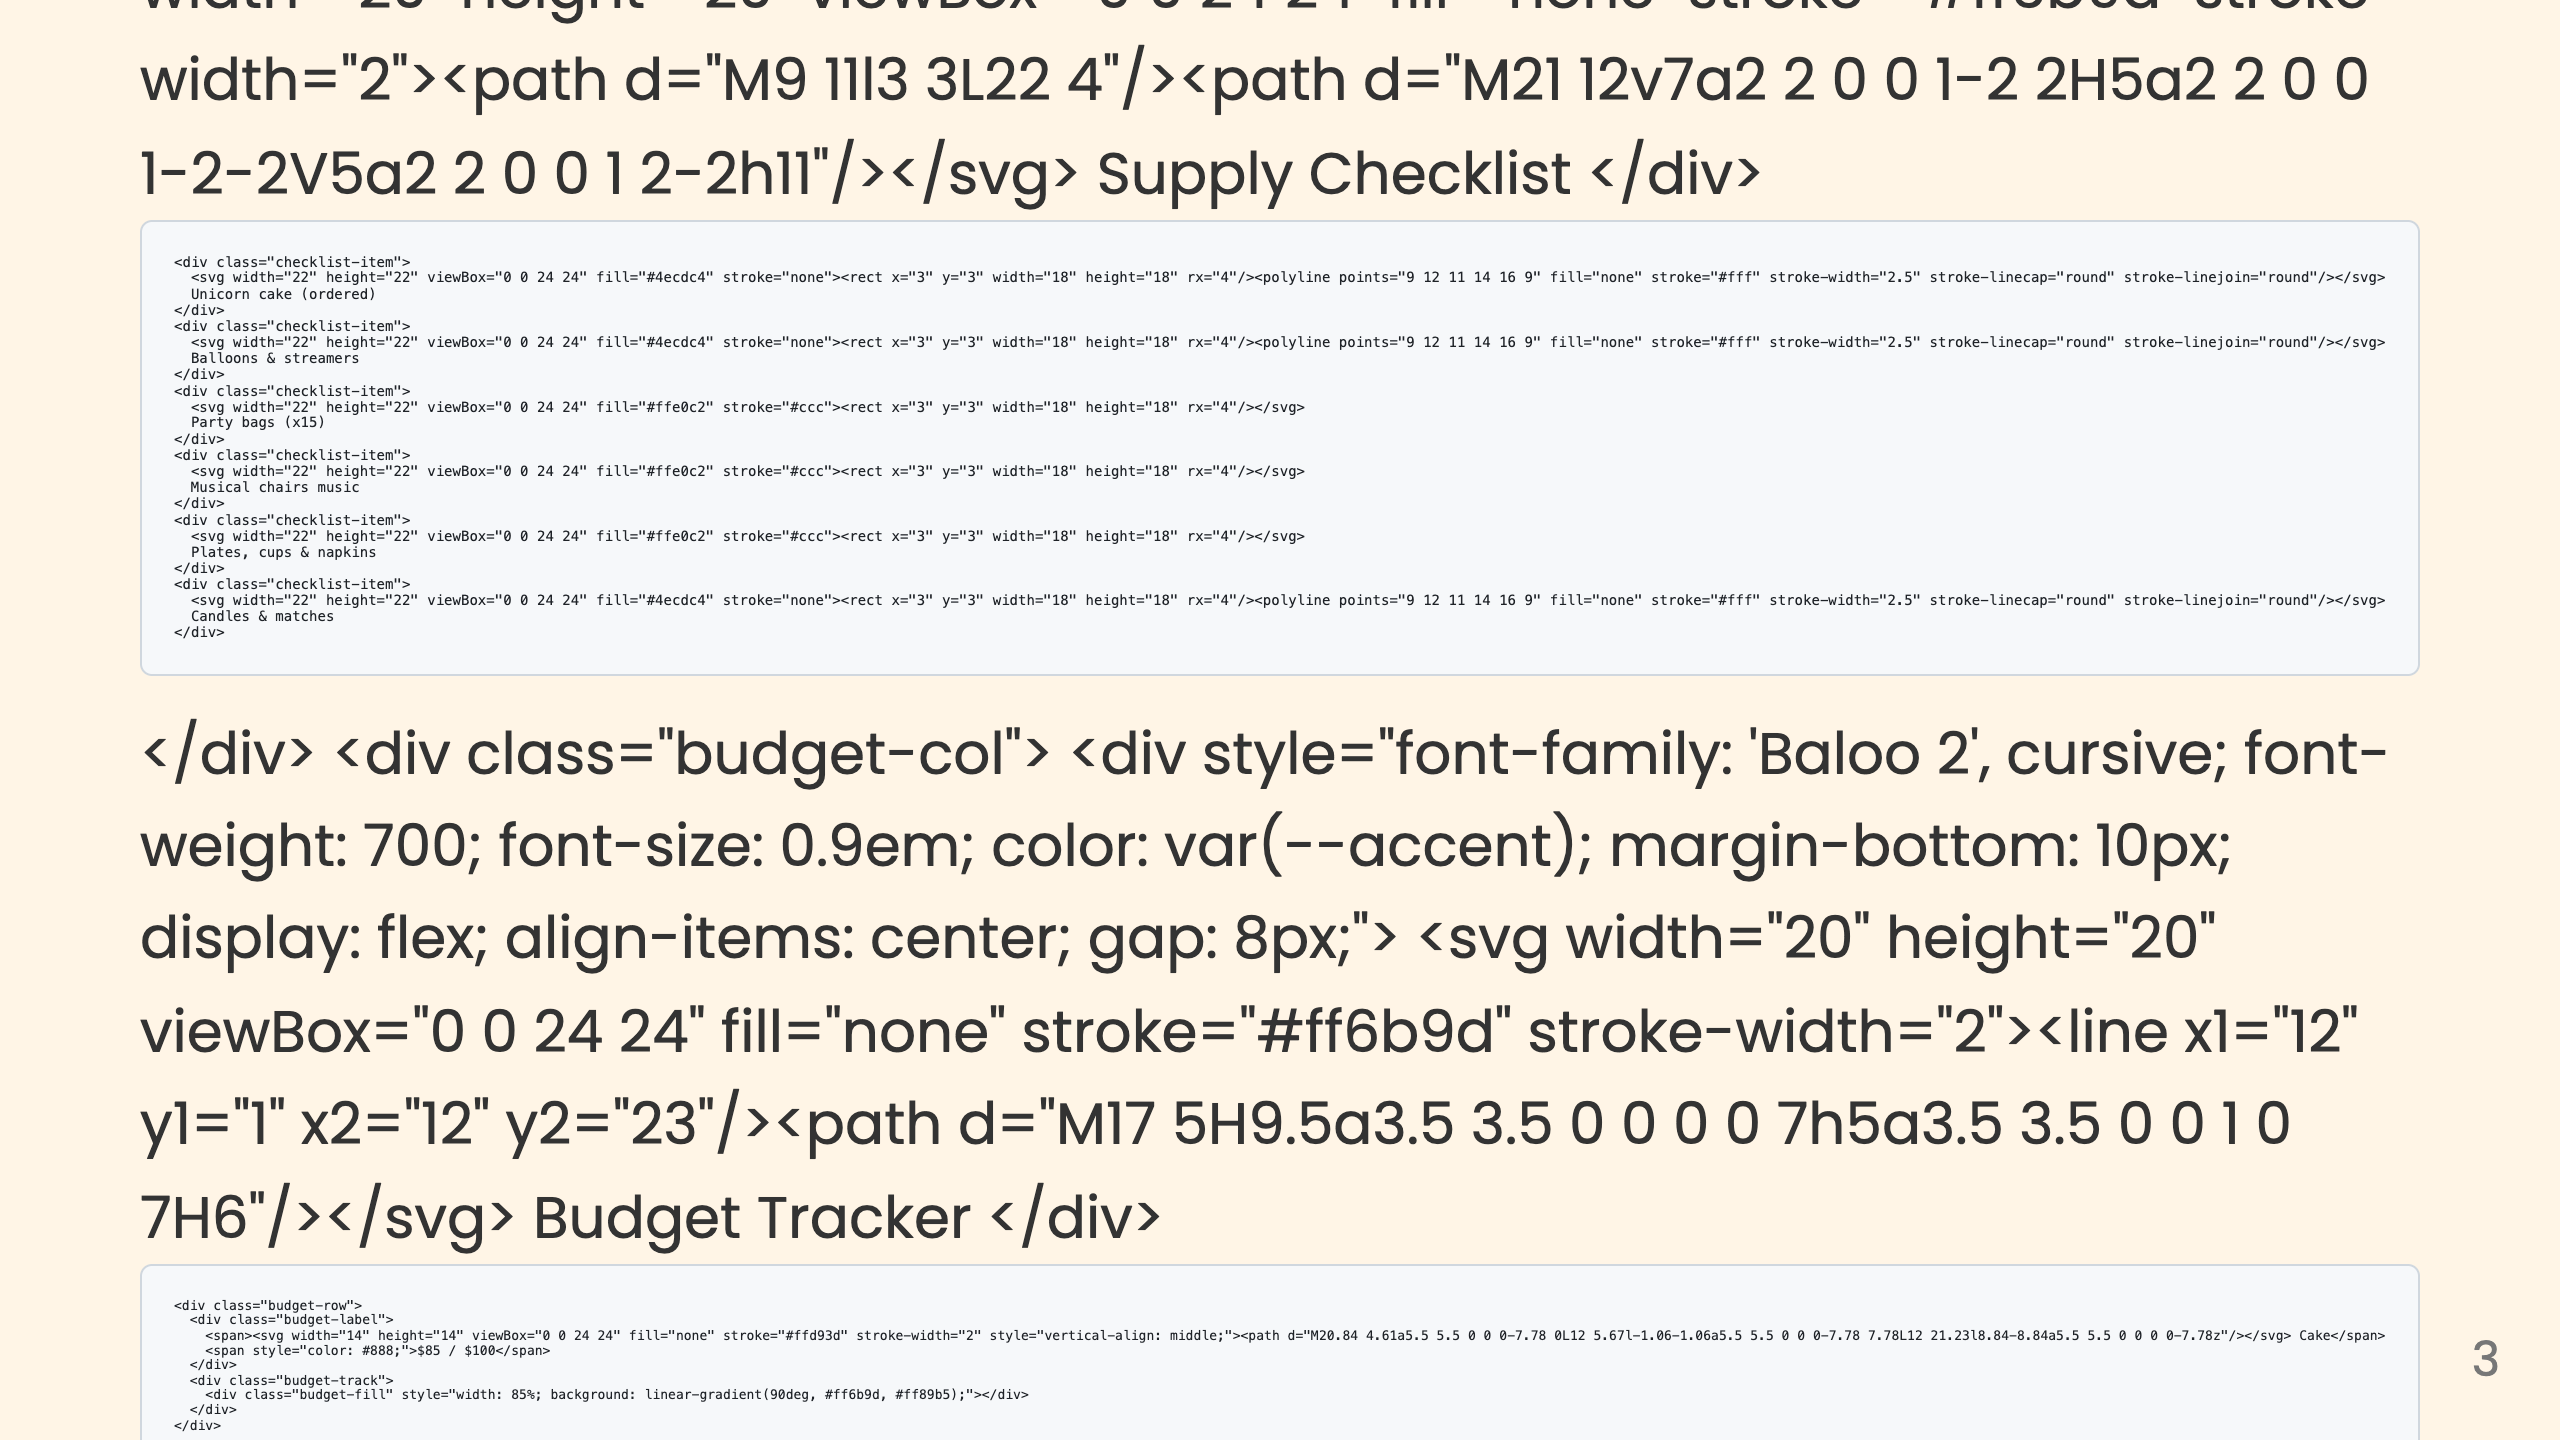 width="2"><path d="M9 11l3 3L22 4"/><path d="M21 12v7a2 2 0 0 1-2 2H5a2 2 0 0
1-2-2V5a2 2 0 0 1 2-2h11"/></svg> Supply Checklist </div>
<div class="checklist-item">
<svg width="22" height="22" viewBox="0 0 24 24" fill="#4ecdc4" stroke="none"><rect x="3" y="3" width="18" height="18" rx="4"/><polyline points="9 12 11 14 16 9" fill="none" stroke="#fff" stroke-width="2.5" stroke-linecap="round" stroke-linejoin="round"/></svg>
Unicorn cake (ordered)
</div>
<div class="checklist-item">
<svg width="22" height="22" viewBox="0 0 24 24" fill="#4ecdc4" stroke="none"><rect x="3" y="3" width="18" height="18" rx="4"/><polyline points="9 12 11 14 16 9" fill="none" stroke="#fff" stroke-width="2.5" stroke-linecap="round" stroke-linejoin="round"/></svg>
Balloons & streamers
</div>
<div class="checklist-item">
<svg width="22" height="22" viewBox="0 0 24 24" fill="#ffe0c2" stroke="#ccc"><rect x="3" y="3" width="18" height="18" rx="4"/></svg>
Party bags (x15)
</div>
<div class="checklist-item">
<svg width="22" height="22" viewBox="0 0 24 24" fill="#ffe0c2" stroke="#ccc"><rect x="3" y="3" width="18" height="18" rx="4"/></svg>
Musical chairs music
</div>
<div class="checklist-item">
<svg width="22" height="22" viewBox="0 0 24 24" fill="#ffe0c2" stroke="#ccc"><rect x="3" y="3" width="18" height="18" rx="4"/></svg>
Plates, cups & napkins
</div>
<div class="checklist-item">
<svg width="22" height="22" viewBox="0 0 24 24" fill="#4ecdc4" stroke="none"><rect x="3" y="3" width="18" height="18" rx="4"/><polyline points="9 12 11 14 16 9" fill="none" stroke="#fff" stroke-width="2.5" stroke-linecap="round" stroke-linejoin="round"/></svg>
Candles & matches
</div>
</div> <div class="budget-col"> <div style="font-family: 'Baloo 2', cursive; font-
weight: 700; font-size: 0.9em; color: var(--accent); margin-bottom: 10px;
display: flex; align-items: center; gap: 8px;"> <svg width="20" height="20"
viewBox="0 0 24 24" fill="none" stroke="#ff6b9d" stroke-width="2"><line x1="12"
y1="1" x2="12" y2="23"/><path d="M17 5H9.5a3.5 3.5 0 0 0 0 7h5a3.5 3.5 0 0 1 0
7H6"/></svg> Budget Tracker </div>
<div class="budget-row">
<div class="budget-label">
<span><svg width="14" height="14" viewBox="0 0 24 24" fill="none" stroke="#ffd93d" stroke-width="2" style="vertical-align: middle;"><path d="M20.84 4.61a5.5 5.5 0 0 0-7.78 0L12 5.67l-1.06-1.06a5.5 5.5 0 0 0-7.78 7.78L12 21.23l8.84-8.84a5.5 5.5 0 0 0 0-7.78z"/></svg> Cake</span>
<span style="color: #888;">$85 / $100</span>
</div>
<div class="budget-track">
<div class="budget-fill" style="width: 85%; background: linear-gradient(90deg, #ff6b9d, #ff89b5);"></div>
</div>
</div>
3